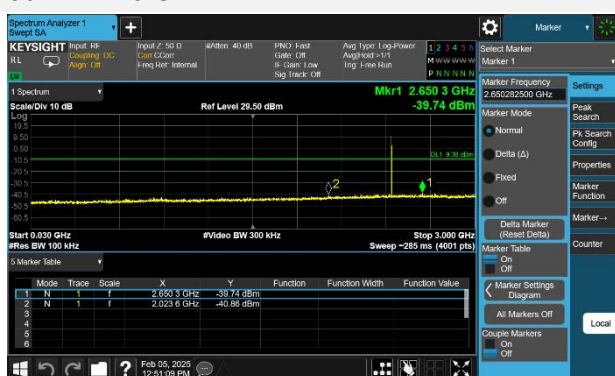 Spectrum Analyzer 1
Swept SA
+
Marker
KEYSIGHT
RL
Input: RF
Coupling: DC
Align: Off
Input Z: 50 Ω
Corr CCorr
Freq Ref: Internal
#Atten: 40 dB
PNO: Fast
Gate: Off
IF Gain: Low
Sig Track: Off
Avg Type: Log-Power
Avg|Hold:>1/1
Trig: Free Run
1 2 3 4 5 6
M W W W W W
P N N N N N
Select Marker
Marker 1
1 Spectrum
Scale/Div 10 dB
Log
Ref Level 29.50 dBm
Mkr1 2.650 3 GHz
-39.74 dBm
19.5
9.50
0.50
-10.5
-20.5
-30.5
-40.5
-50.5
-60.5
2
1
Start 0.030 GHz
#Res BW 100 kHz
#Video BW 300 kHz
Stop 3.000 GHz
Sweep ~285 ms (4001 pts)
5 Marker Table
Mode Trace Scale X Y Function Function Width Function Value
1 N 1 f 2.650 3 GHz -39.74 dBm
2 N 1 f 2.023 6 GHz -40.86 dBm
3
4
5
6
Marker Frequency
2.650282500 GHz
Marker Mode
Normal
Delta (Δ)
Fixed
Off
Delta Marker
(Reset Delta)
Marker Table
On
Off
Marker Settings
Diagram
All Markers Off
Couple Markers
On
Off
Settings
Peak
Search
Pk Search
Config
Properties
Marker
Function
Marker→
Counter
Local
?
Feb 05, 2025
12:51:09 PM